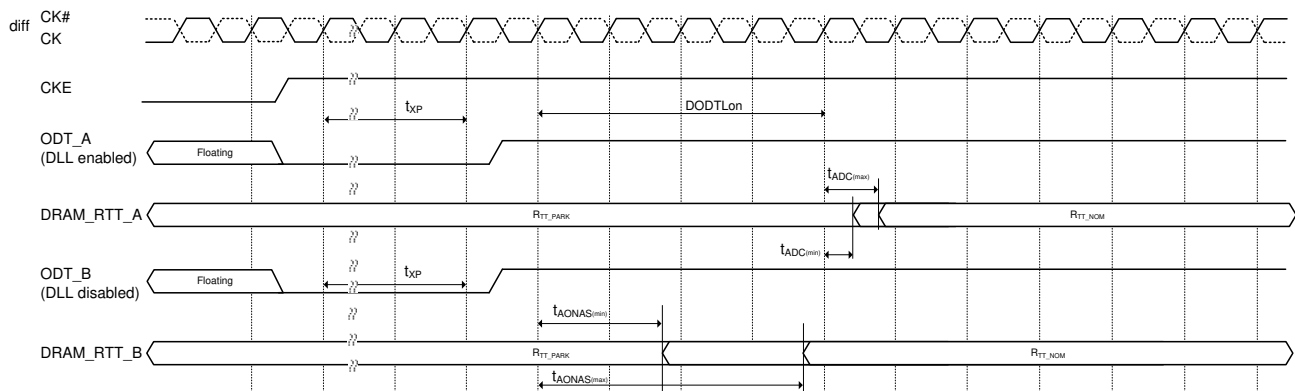 diff CK#
CK
CKE
tXP
DODTLon
ODT_A
(DLL enabled)
Floating
tADC(max)
DRAM_RTT_A
RTT_PARK
RTT_NOM
tADC(min)
ODT_B
(DLL disabled)
Floating
tXP
tAONAS(min)
DRAM_RTT_B
RTT_PARK
RTT_NOM
tAONAS(max)